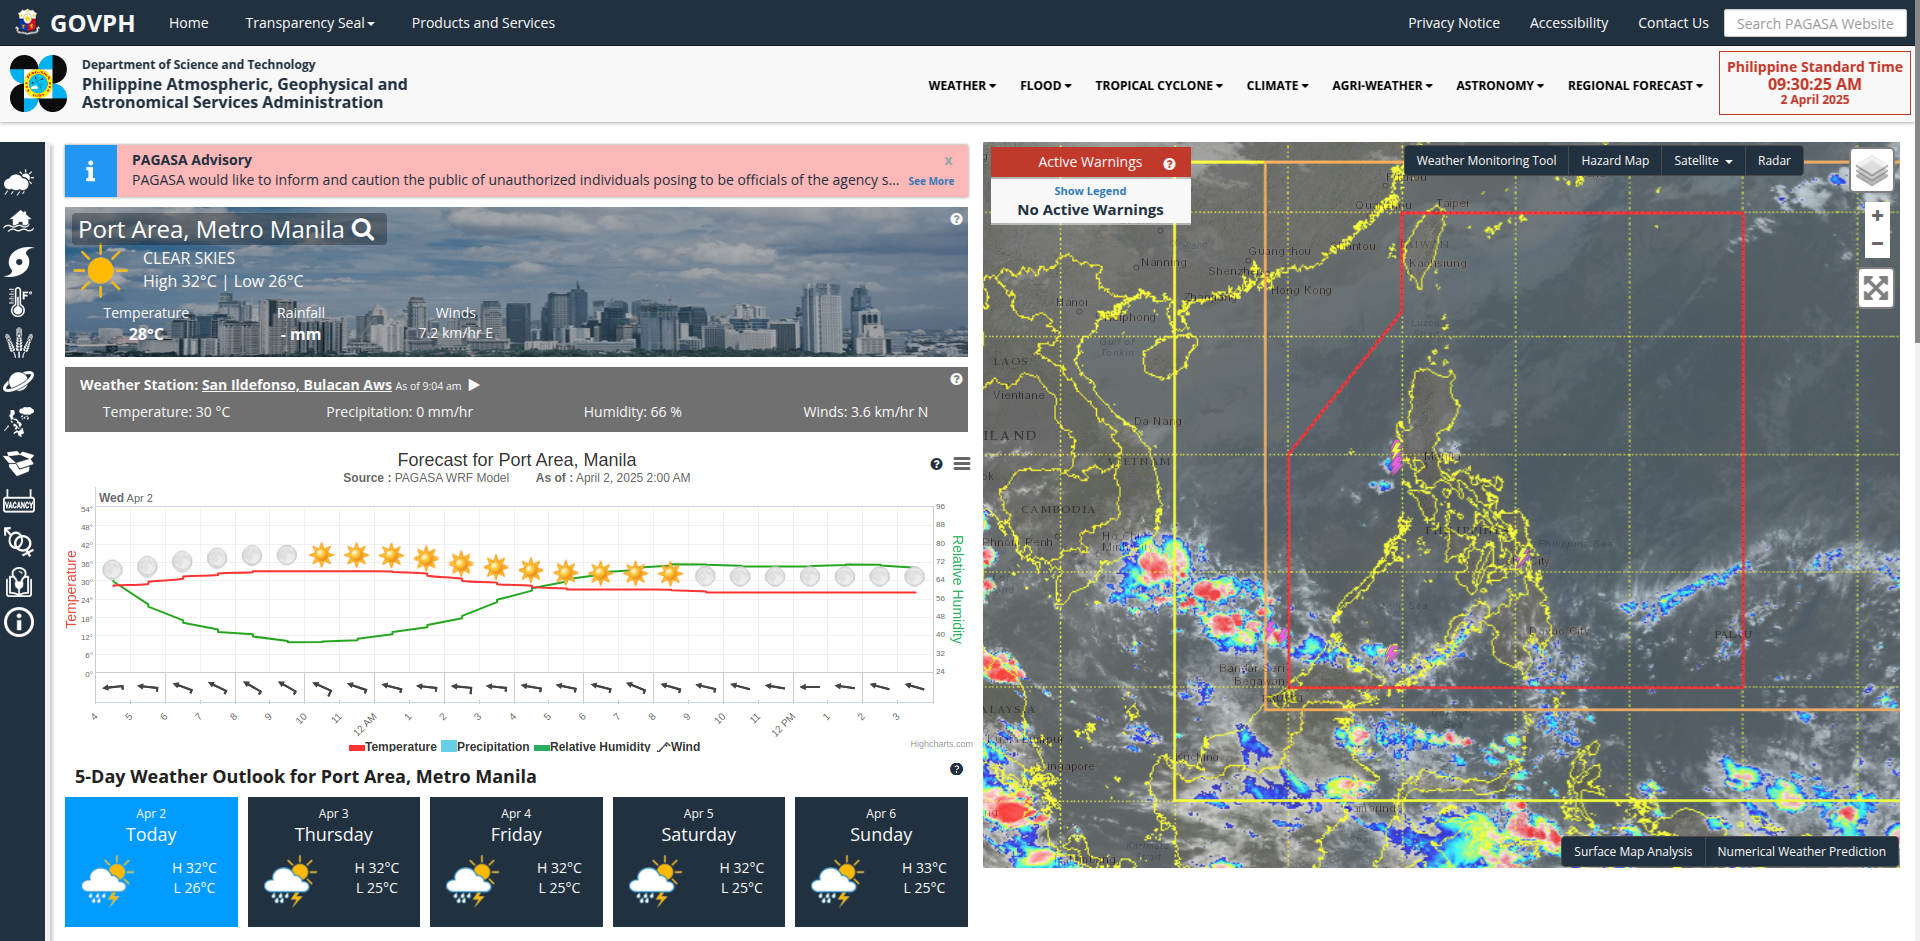 GOVPH
Home
Transparency Seal
Products and Services
Privacy Notice
Accessibility
Contact Us
Search PAGASA Website
Department of Science and Technology
Philippine Atmospheric, Geophysical and
Astronomical Services Administration
WEATHER
FLOOD
TROPICAL CYCLONE
CLIMATE
AGRI-WEATHER
ASTRONOMY
REGIONAL FORECAST
Philippine Standard Time
09:30:25 AM
2 April 2025
PAGASA Advisory
x
PAGASA would like to inform and caution the public of unauthorized individuals posing to be officials of the agency s... See More
Port Area, Metro Manila
CLEAR SKIES
High 32°C | Low 26°C
Temperature
28°C
Rainfall
- mm
Winds
7.2 km/hr E
Weather Station: San Ildefonso, Bulacan Aws As of 9:04 am
Temperature: 30 °C
Precipitation: 0 mm/hr
Humidity: 66 %
Winds: 3.6 km/hr N
Forecast for Port Area, Manila
Source : PAGASA WRF Model As of : April 2, 2025 2:00 AM
Wed Apr 2
54°
48°
42°
36°
30°
24°
18°
12°
6°
0°
Temperature
96
88
80
72
64
56
48
40
32
24
Relative Humidity
4 5 6 7 8 9 10 11 12 AM 1 2 3 4 5 6 7 8 9 10 11 12 PM 1 2 3
Temperature Precipitation Relative Humidity Wind
Highcharts.com
5-Day Weather Outlook for Port Area, Metro Manila
Apr 2
Today
H 32°C
L 26°C
Apr 3
Thursday
H 32°C
L 25°C
Apr 4
Friday
H 32°C
L 25°C
Apr 5
Saturday
H 32°C
L 25°C
Apr 6
Sunday
H 33°C
L 25°C
VACANCY
Active Warnings
Show Legend
No Active Warnings
Weather Monitoring Tool
Hazard Map
Satellite
Radar
+
−
Taipei
TAIWAN
Kaohsiung
Guangzhou
Shantou
Shenzhen
Hong Kong
Nanning
Zhanjiang
Hanoi
Haiphong
Gulf of
Tonkin
LAOS
Vientiane
Da Nang
VIETNAM
CAMBODIA
Phnom Penh
Ho Chi
Minh City
Manila
PHILIPPINES
Philippine Sea
Davao City
PALAU
Bandar Seri
Begawan
BRUNEI
Kuching
Surface Map Analysis
Numerical Weather Prediction